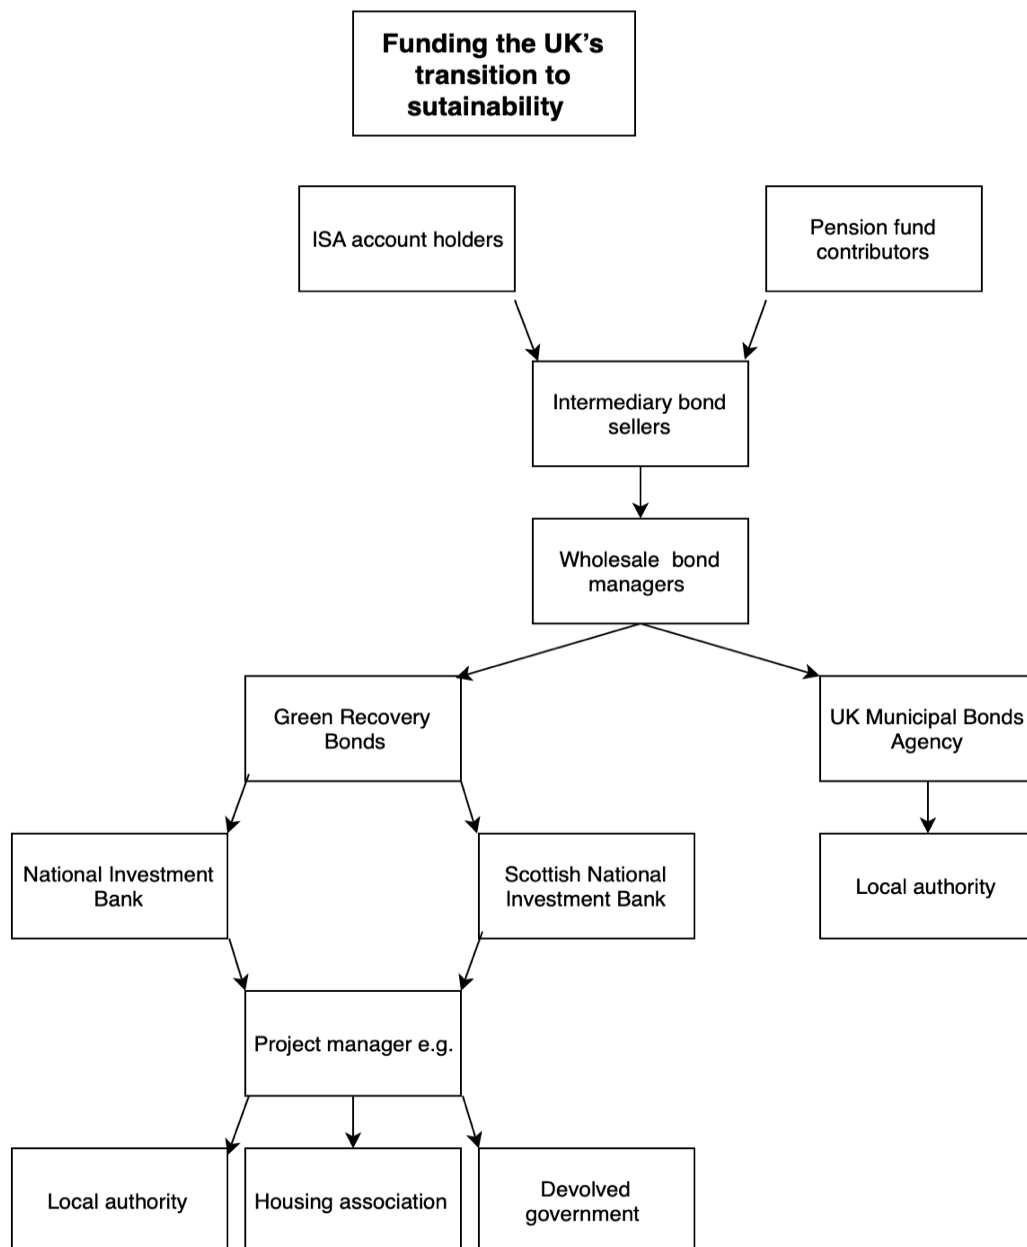 Funding the UK’s
transition to
sutainability
ISA account holders
Pension fund
contributors
Intermediary bond
sellers
Wholesale  bond
managers
Green Recovery
Bonds
UK Municipal Bonds
Agency
National Investment
Bank
Scottish National
Investment Bank
Local authority
Project manager e.g.
Local authority
Housing association
Devolved
government